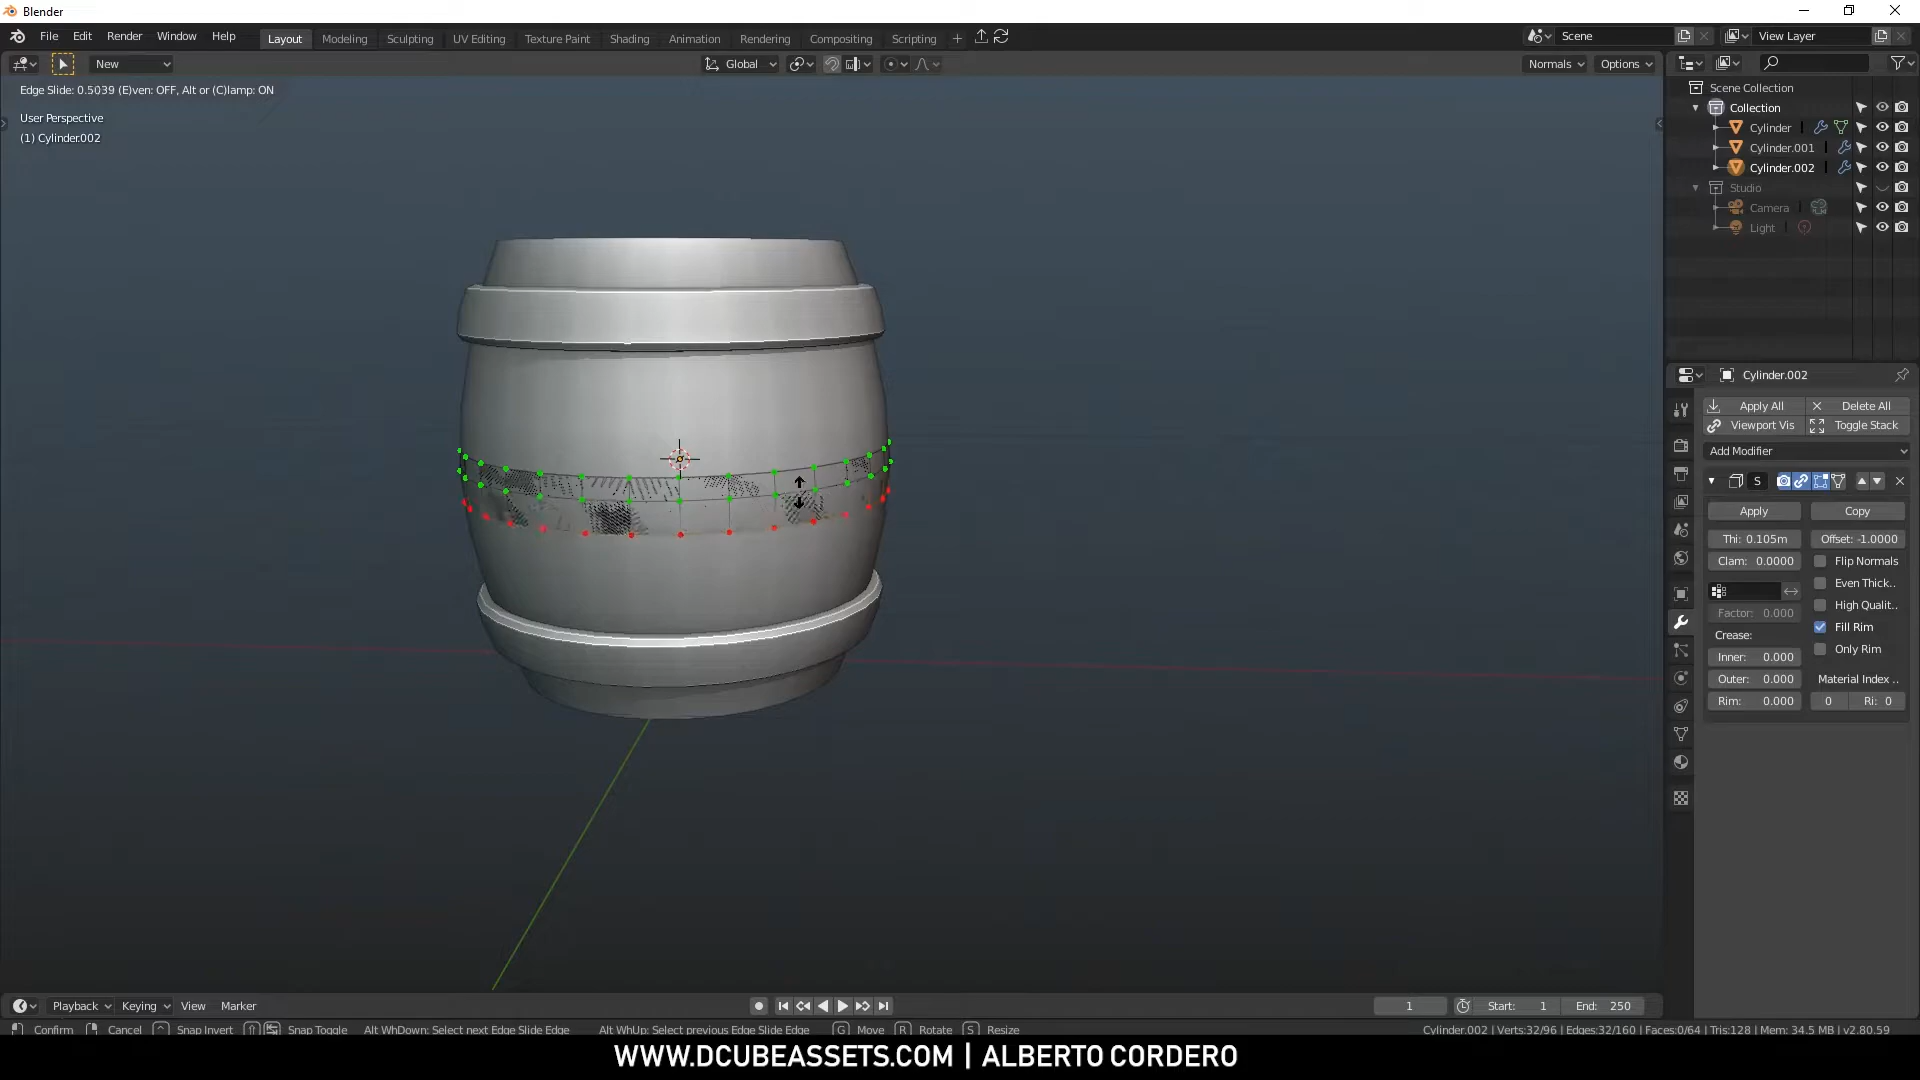 Blender
File Edit Render Window Help Layout Modeling Sculpting UV Editing Texture Paint Shading Animation Rendering Compositing Scripting + Scene View Layer
New Global Normals Options
Edge Slide: 0.5039 (E)ven: OFF, Alt or (C)lamp: ON
User Perspective
(1) Cylinder.002
Scene Collection
Collection
Cylinder
Cylinder.001
Cylinder.002
Studio
Camera
Light
Cylinder.002
Apply All Delete All
Viewport Vis Toggle Stack
Add Modifier
S
Apply Copy
Thi: 0.105m Offset: -1.0000
Clam: 0.0000 Flip Normals
Even Thick..
High Qualit..
Factor: 0.000
Fill Rim
Crease:
Only Rim
Inner: 0.000
Outer: 0.000 Material Index ..
Rim: 0.000 0 Ri: 0
Playback Keying View Marker 1 Start: 1 End: 250
Confirm Cancel Snap Invert Snap Toggle Alt WhDown: Select next Edge Slide Edge Alt WhUp: Select previous Edge Slide Edge G Move R Rotate S Resize Cylinder.002 | Verts:32/96 | Edges:32/160 | Faces:0/64 | Tris:128 | Mem: 34.5 MB | v2.80.59
WWW.DCUBEASSETS.COM | ALBERTO CORDERO